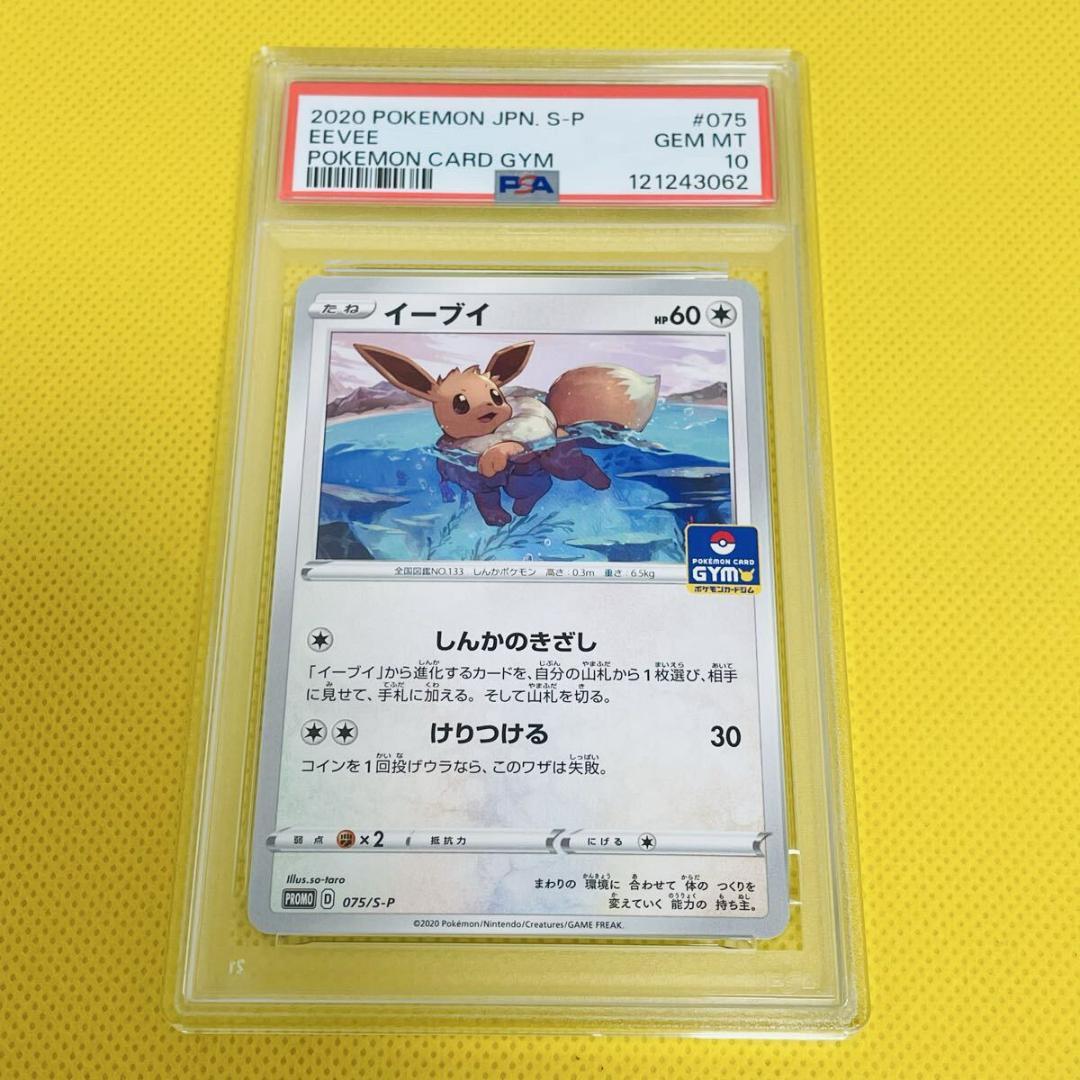 2020 POKEMON JPN. S-P #075
EEVEE GEM MT
POKEMON CARD GYM 10
PSA 121243062
たね イーブイ HP60
POKÉMON CARD
GYM
ポケモンカードジム
全国図鑑NO.133 しんかポケモン 高さ:0.3m 重さ:6.5kg
しんかのきざし
「イーブイ」から進化するカードを、自分の山札から1枚選び、相手
に見せて、手札に加える。そして山札を切る。
けりつける 30
コインを1回投げウラなら、このワザは失敗。
弱点 ×2 抵抗力 にげる
Illus.so-taro
まわりの 環境に 合わせて 体の つくりを
変えていく 能力の 持ち主。
PROMO D 075/S-P
©2020 Pokémon/Nintendo/Creatures/GAME FREAK.